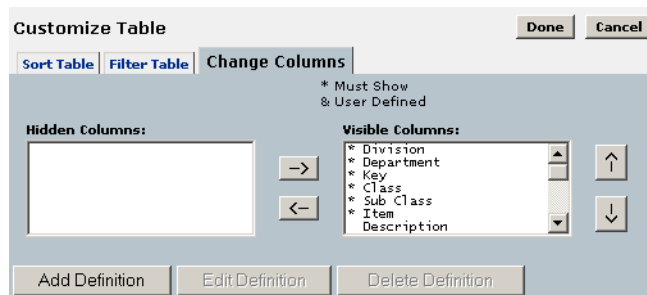 Customize Table
Done
Cancel
Sort Table
Filter Table
Change Columns
* Must Show
& User Defined
Hidden Columns:
Visible Columns:
* Division
* Department
* Key
* Class
* Sub Class
* Item
Description
-->
<--
Add Definition
Edit Definition
Delete Definition